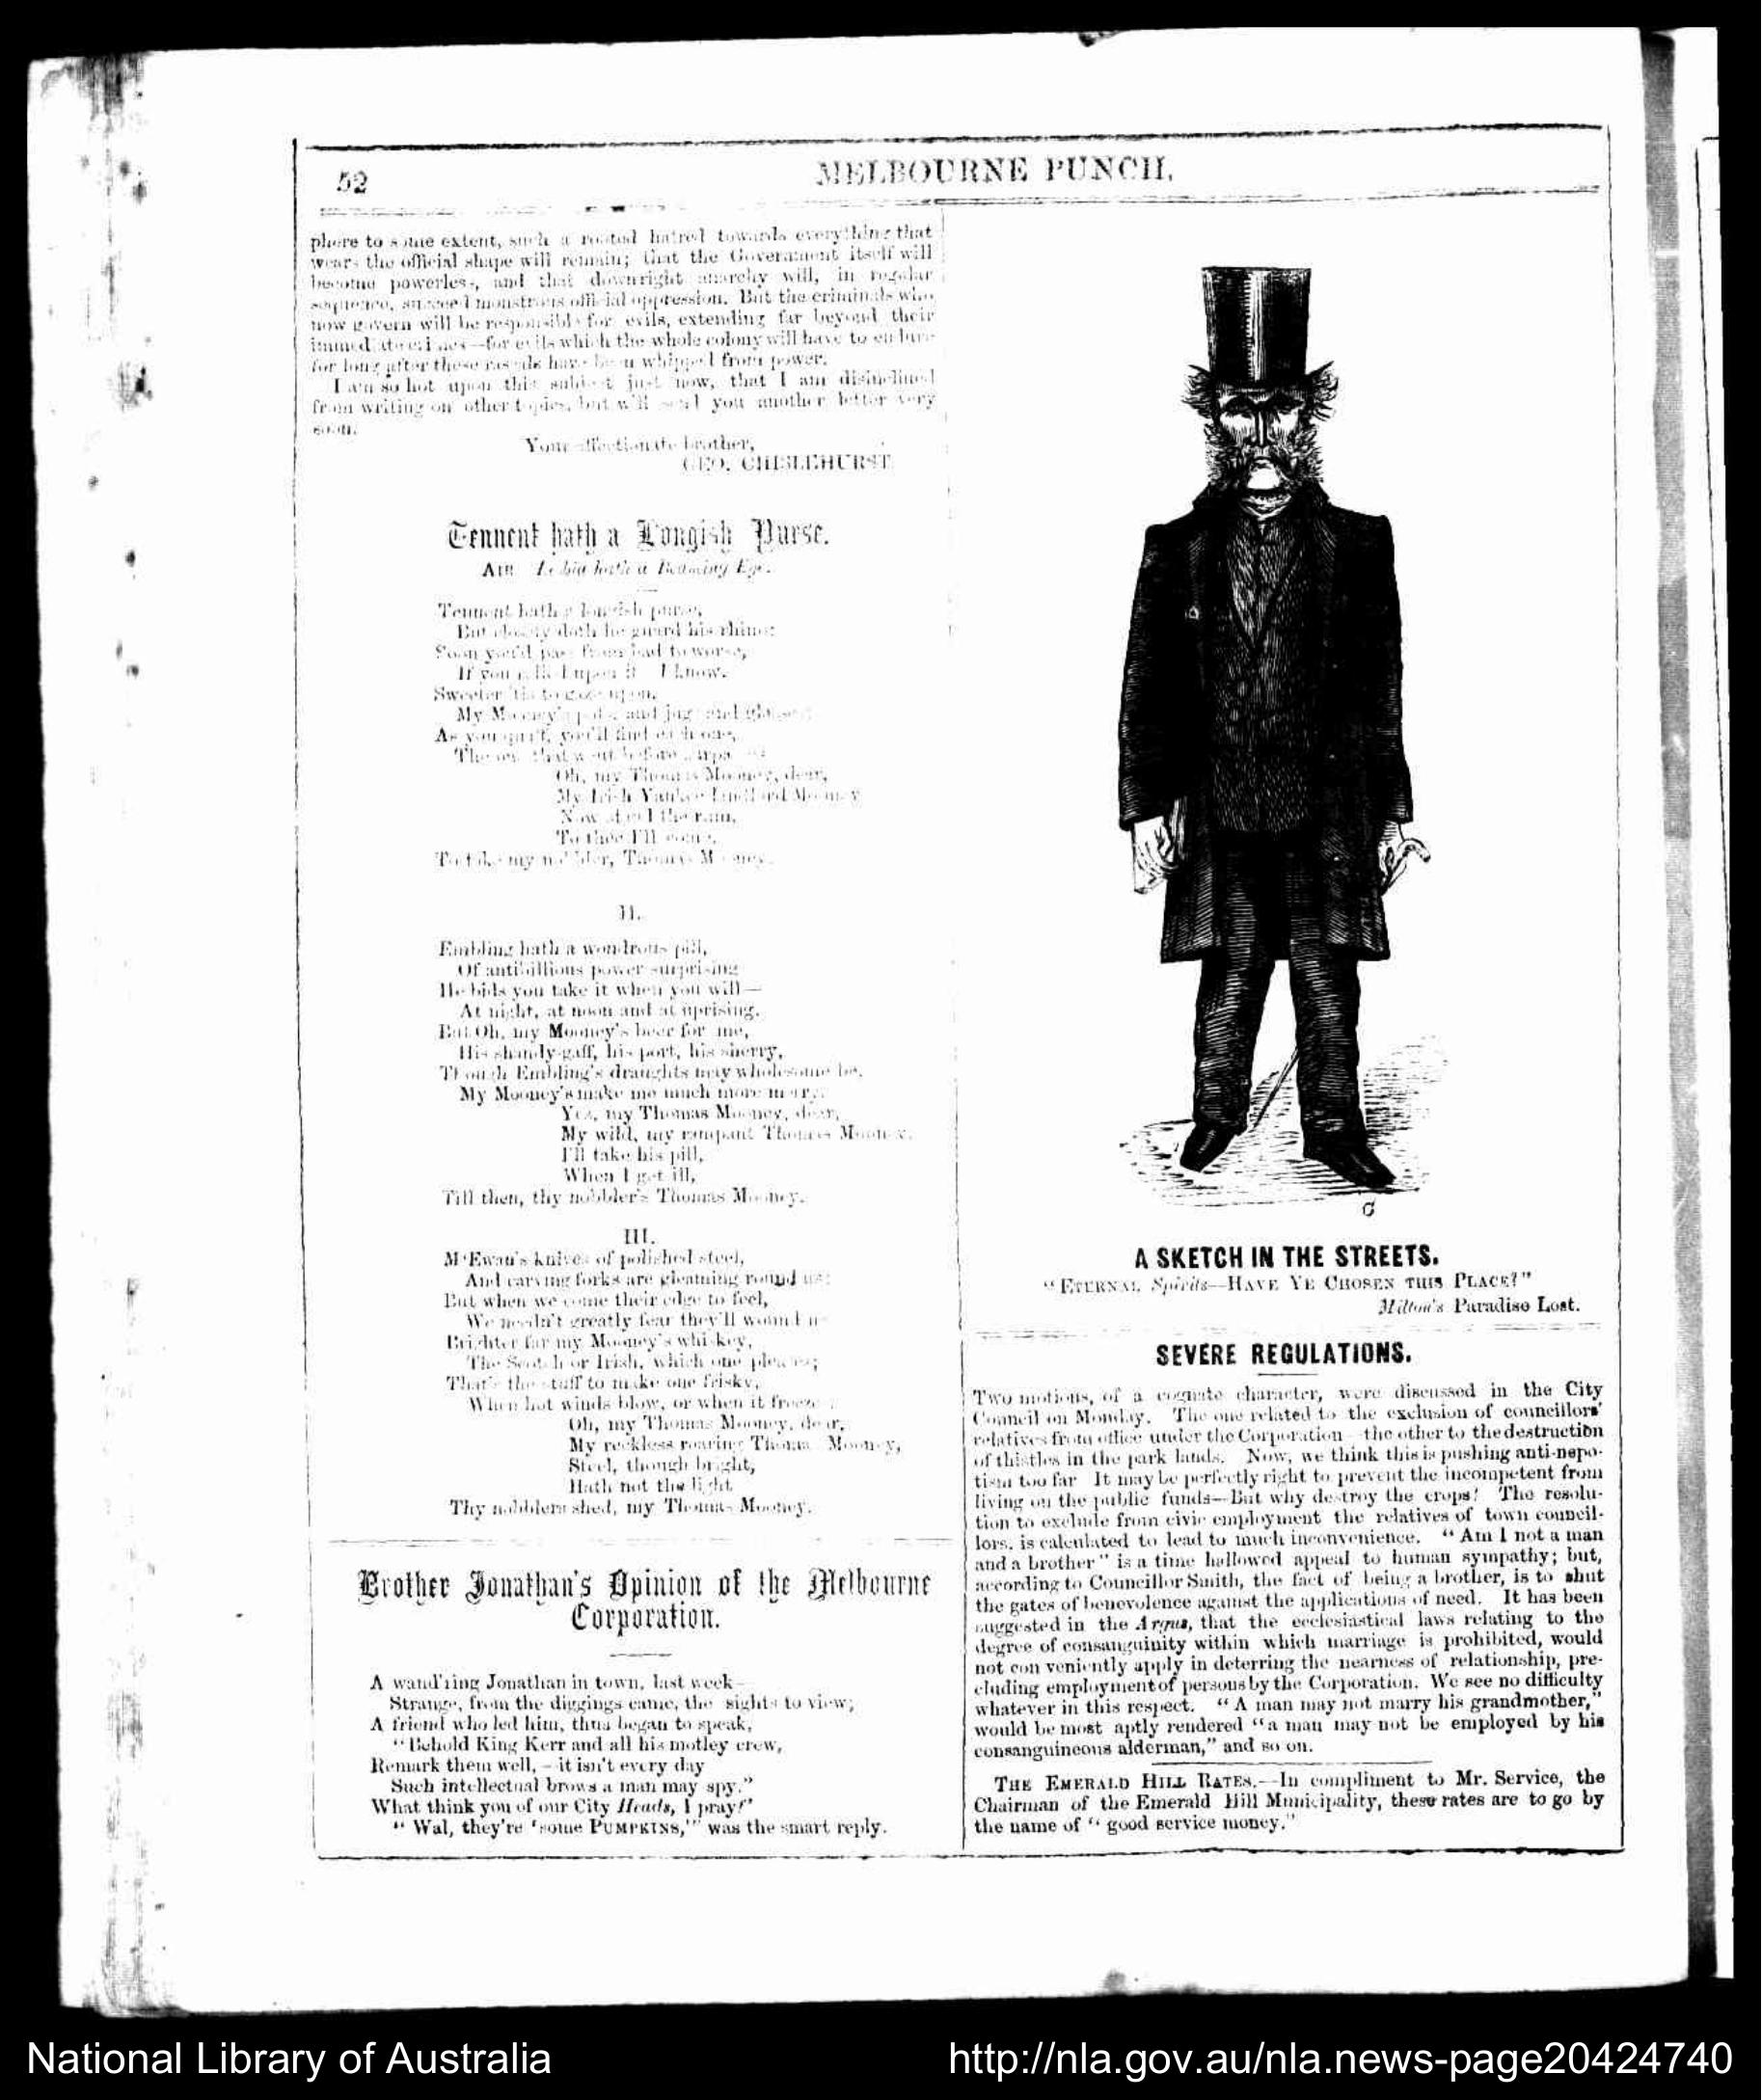 52
MELBOURNE PUNCH.
phere to some extent, such a rooted hatred towards everything that
wears the official shape will remain; that the Government itself will
become powerless, and that downright anarchy will, in regular
sequence, succeed monstrous official oppression. But the criminals who
now govern will be responsible for evils, extending far beyond their
immediate crimes—for evils which the whole colony will have to endure
for long after these rascals have been whipped from power.
I am so hot upon this subject just now, that I am disinclined
from writing on other topics, but will send you another letter very
soon.
Your affectionate brother,
GEO. CHISLEHURST.
Tennent hath a Longish Purse.
AIR Lesbia hath a Beaming Eye.
Tennent hath a longish purse,
But closely doth he guard his rhino:
Soon you'd pass from bad to worse,
If you relied upon it I know.
Sweeter 'tis to gaze upon,
My Mooney's pots and jugs and glasses
As you quaff, you'll find each one,
The one that went before surpasses
Oh, my Thomas Mooney, dear,
My Irish Yankee landlord Mooney
Now
To thee I'll come,
To take my nobbler, Thomas Mooney.
II.
Embling hath a wondrous pill,
Of antibillious power surprising
He bids you take it when you will—
At night, at noon and at uprising.
But Oh, my Mooney's beer for me,
His shandy-gaff, his port, his sherry,
Though Embling's draughts may wholesome be,
My Mooney's make me much more merry.
Yes, my Thomas Mooney, dear,
My wild, my rampant Thomas Mooney.
I'll take his pill,
When I get ill,
Till then, thy nobbler's Thomas Mooney.
III.
M'Ewan's knives of polished steel,
And carving forks are gleaming round us;
But when we come their edge to feel,
We needn't greatly fear they'll wound us
Brighter far my Mooney's whiskey,
The Scotch or Irish, which one pleases;
That's the stuff to make one frisky,
When hot winds blow, or when it freezes
Oh, my Thomas Mooney, dear,
My reckless roaring Thomas Mooney,
Steel, though bright,
Hath not the light
Thy nobblers shed, my Thomas Mooney.
Brother Jonathan's Opinion of the Melbourne
Corporation.
A wand'ring Jonathan in town, last week—
Strange, from the diggings came, the sights to view;
A friend who led him, thus began to speak,
"Behold King Kerr and all his motley crew,
Remark them well,—it isn't every day
Such intellectual brows a man may spy."
What think you of our City Heads, I pray?"
"Wal, they're 'some PUMPKINS,'" was the smart reply.
G
A SKETCH IN THE STREETS.
"ETERNAL Spirits—HAVE YE CHOSEN THIS PLACE?"
Milton's Paradise Lost.
SEVERE REGULATIONS.
Two motions, of a cognate character, were discussed in the City
Council on Monday. The one related to the exclusion of councillors'
relatives from office under the Corporation—the other to the destruction
of thistles in the park lands. Now, we think this is pushing anti-nepo-
tism too far It may be perfectly right to prevent the incompetent from
living on the public funds—But why destroy the crops? The resolu-
tion to exclude from civic employment the relatives of town council-
lors, is calculated to lead to much inconvenience. "Am I not a man
and a brother" is a time hallowed appeal to human sympathy; but,
according to Councillor Smith, the fact of being a brother, is to shut
the gates of benevolence against the applications of need. It has been
suggested in the Argus, that the ecclesiastical laws relating to the
degree of consanguinity within which marriage is prohibited, would
not con veniently apply in deterring the nearness of relationship, pre-
cluding employment of persons by the Corporation. We see no difficulty
whatever in this respect. "A man may not marry his grandmother,"
would be most aptly rendered "a man may not be employed by his
consanguineous alderman," and so on.
THE EMERALD HILL RATES.—In compliment to Mr. Service, the
Chairman of the Emerald Hill Municipality, these rates are to go by
the name of "good service money."
National Library of Australia
http://nla.gov.au/nla.news-page20424740